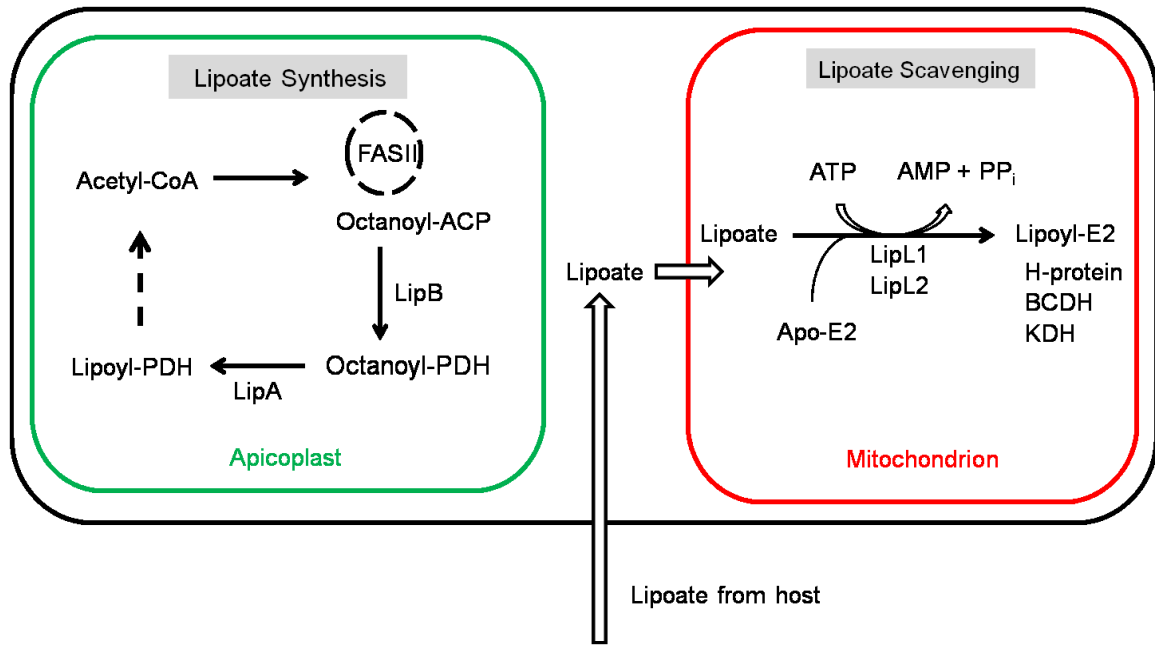 Lipoate Synthesis
FASII
Acetyl-CoA
Octanoyl-ACP
LipB
Lipoyl-PDH
LipA
Octanoyl-PDH
Apicoplast
Lipoate
Lipoate from host
Lipoate Scavenging
ATP
AMP + PPi
Lipoate
LipL1
LipL2
Apo-E2
Lipoyl-E2
H-protein
BCDH
KDH
Mitochondrion